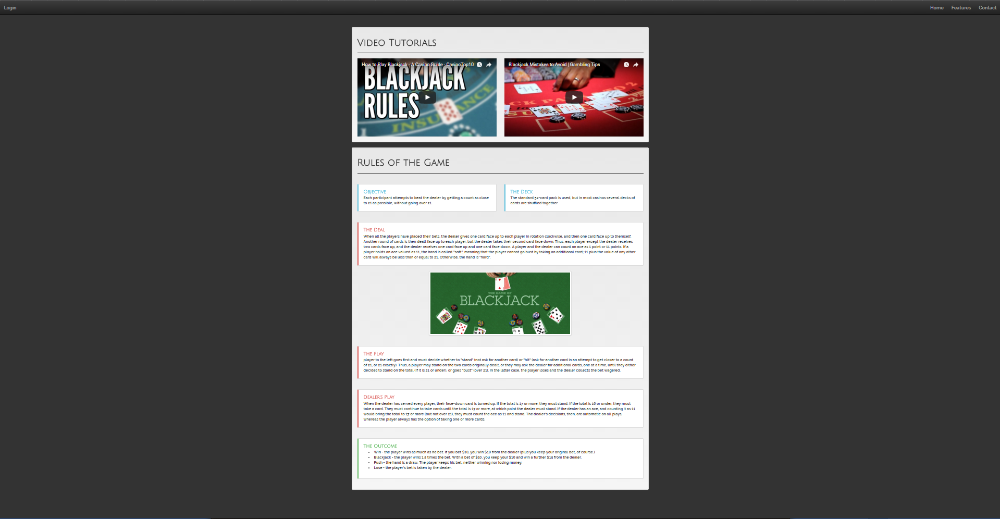 Login
Home Features Contact
Video Tutorials
How to Play Blackjack - A Casino Guide - CasinoTop10
BLACKJACK
RULES
INSURANCE
Blackjack Mistakes to Avoid | Gambling Tips
Rules of the Game
Objective
Each participant attempts to beat the dealer by getting a count as close
to 21 as possible, without going over 21.
The Deck
The standard 52-card pack is used, but in most casinos several decks of
cards are shuffled together.
The Deal
When all the players have placed their bets, the dealer gives one card face up to each player in rotation clockwise, and then one card face up to themself.
Another round of cards is then dealt face up to each player, but the dealer takes their second card face down. Thus, each player except the dealer receives
two cards face up, and the dealer receives one card face up and one card face down. A player and the dealer can count an ace as 1 point or 11 points. If a
player holds an ace valued as 11, the hand is called "soft", meaning that the player cannot go bust by taking an additional card; 11 plus the value of any other
card will always be less than or equal to 21. Otherwise, the hand is "hard".
THE GAME OF
BLACKJACK
The Play
player to the left goes first and must decide whether to "stand" (not ask for another card) or "hit" (ask for another card in an attempt to get closer to a count
of 21, or 21 exactly). Thus, a player may stand on the two cards originally dealt, or they may ask the dealer for additional cards, one at a time, until they either
decides to stand on the total (if it is 21 or under), or goes "bust" (over 21). In the latter case, the player loses and the dealer collects the bet wagered.
Dealer's Play
When the dealer has served every player, their face-down card is turned up. If the total is 17 or more, they must stand. If the total is 16 or under, they must
take a card. They must continue to take cards until the total is 17 or more, at which point the dealer must stand. If the dealer has an ace, and counting it as 11
would bring the total to 17 or more (but not over 21), they must count the ace as 11 and stand. The dealer's decisions, then, are automatic on all plays,
whereas the player always has the option of taking one or more cards.
The Outcome
• Win - the player wins as much as he bet. If you bet $10, you win $10 from the dealer (plus you keep your original bet, of course.)
• Blackjack - the player wins 1.5 times the bet. With a bet of $10, you keep your $10 and win a further $15 from the dealer.
• Push - the hand is a draw. The player keeps his bet, neither winning nor losing money.
• Lose - the player's bet is taken by the dealer.